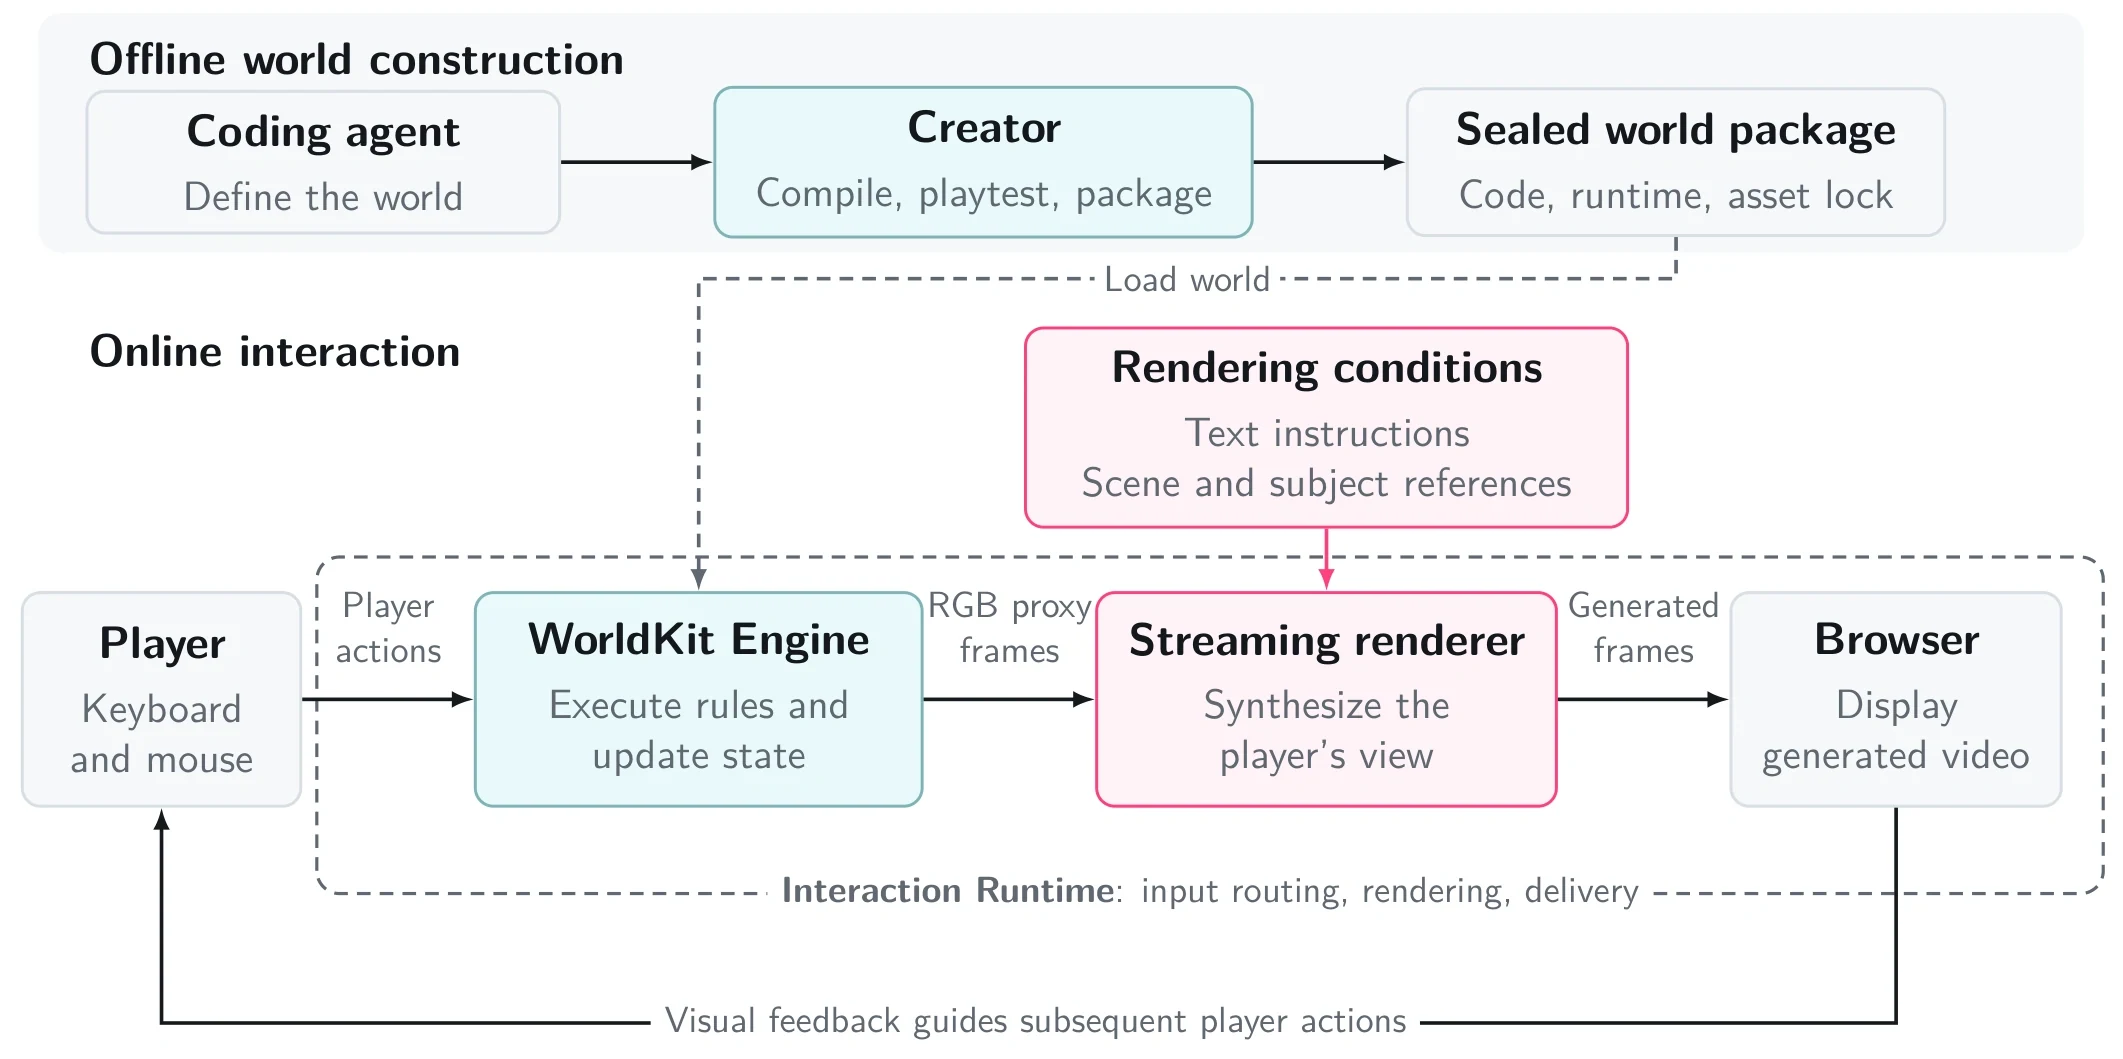 Offline world construction
Coding agent
Define the world
Creator
Compile, playtest, package
Sealed world package
Code, runtime, asset lock
Load world
Online interaction
Rendering conditions
Text instructions
Scene and subject references
Player
Keyboard
and mouse
Player
actions
WorldKit Engine
Execute rules and
update state
RGB proxy
frames
Streaming renderer
Synthesize the
player's view
Generated
frames
Browser
Display
generated video
Interaction Runtime: input routing, rendering, delivery
Visual feedback guides subsequent player actions